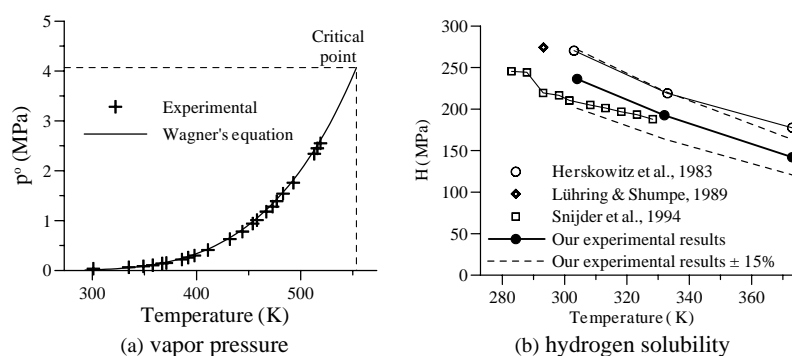 5
4
3
2
1
0
p° (MPa)
Critical
point
Experimental
Wagner's equation
300
400
500
Temperature (K)
(a) vapor pressure
300
250
200
150
100
50
0
H (MPa)
Herskowitz et al., 1983
Lühring & Shumpe, 1989
Snijder et al., 1994
Our experimental results
Our experimental results ± 15%
280
300
320
340
360
Temperature ( K)
(b) hydrogen solubility